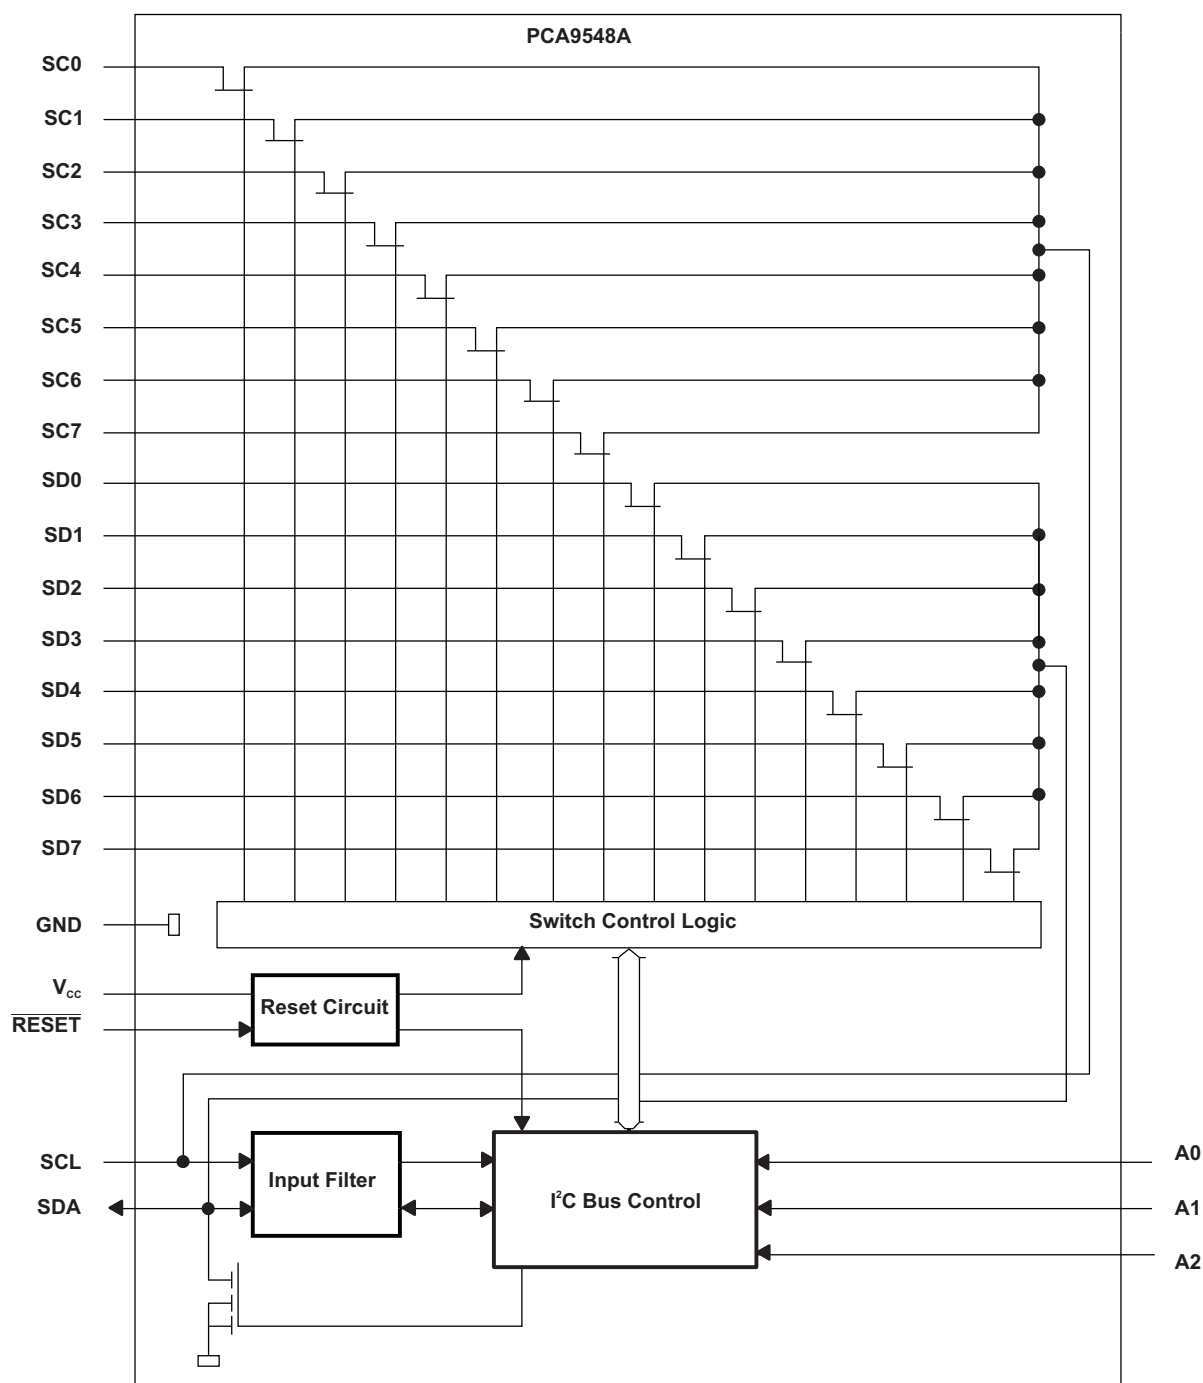 PCA9548A
SC0
SC1
SC2
SC3
SC4
SC5
SC6
SC7
SD0
SD1
SD2
SD3
SD4
SD5
SD6
SD7
GND
Switch Control Logic
VCC
Reset Circuit
RESET
SCL
Input Filter
SDA
I²C Bus Control
A0
A1
A2